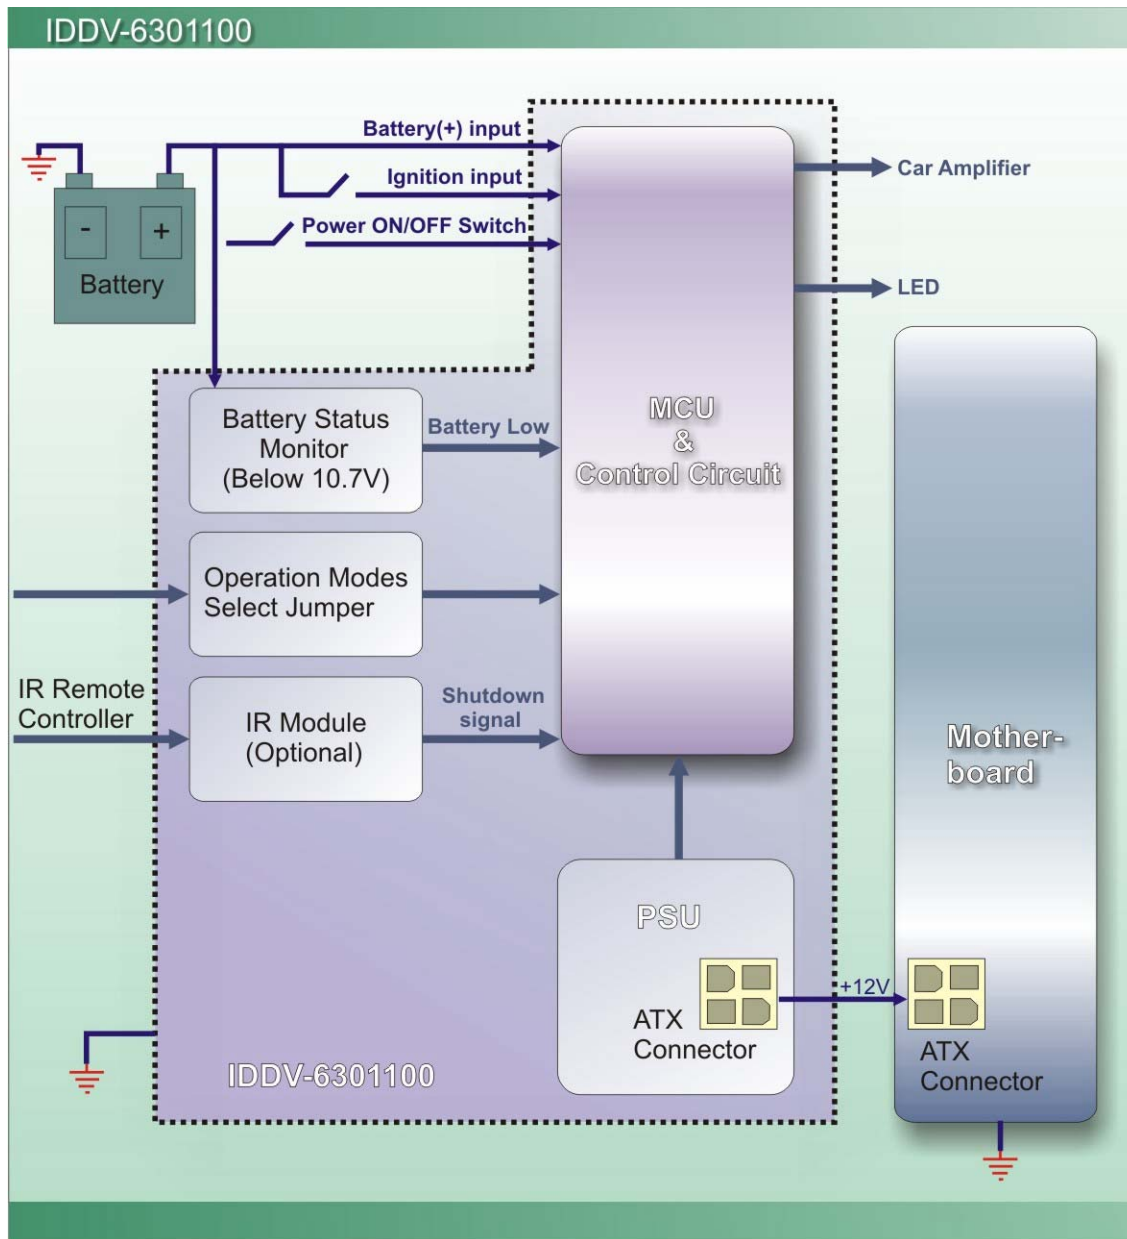 IDDV-6301100
Battery(+) input
Ignition input
Power ON/OFF Switch
Car Amplifier
LED
- +
Battery
Battery Status
Monitor
(Below 10.7V)
Battery Low
MCU
&
Control Circuit
Operation Modes
Select Jumper
IR Remote
Controller
IR Module
(Optional)
Shutdown
signal
Mother-
board
PSU
ATX
Connector
+12V
ATX
Connector
IDDV-6301100